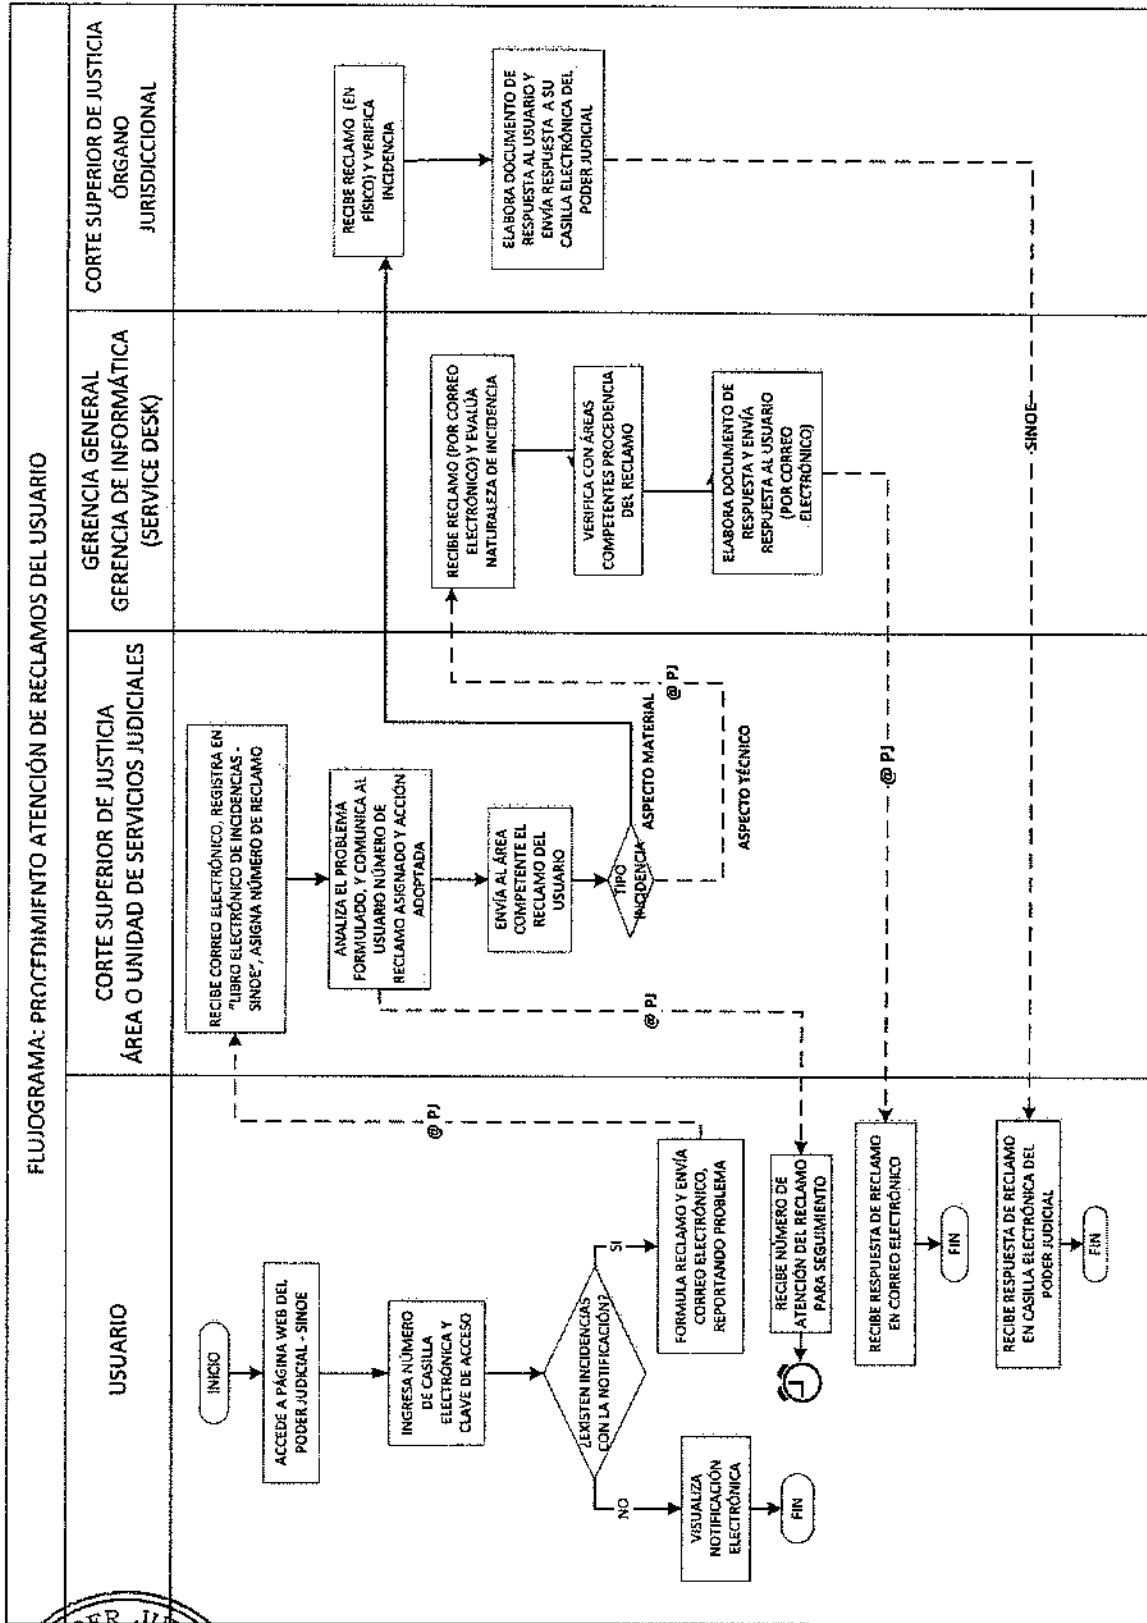 FLUJOGRAMA: PROCEDIMIENTO ATENCIÓN DE RECLAMOS DEL USUARIO
USUARIO
CORTE SUPERIOR DE JUSTICIA
ÁREA O UNIDAD DE SERVICIOS JUDICIALES
GERENCIA GENERAL
GERENCIA DE INFORMÁTICA
(SERVICE DESK)
CORTE SUPERIOR DE JUSTICIA
ÓRGANO
JURISDICCIONAL
INICIO
ACCEDE A PÁGINA WEB DEL
PODER JUDICIAL - SINOE
INGRESA NÚMERO
DE CASILLA
ELECTRÓNICA Y
CLAVE DE ACCESO
¿EXISTEN INCIDENCIAS
CON LA NOTIFICACIÓN?
NO
SI
VISUALIZA
NOTIFICACIÓN
ELECTRÓNICA
FIN
FORMULA RECLAMO Y ENVÍA
CORREO ELECTRÓNICO,
REPORTANDO PROBLEMA
@ PJ
RECIBE NÚMERO DE
ATENCIÓN DEL RECLAMO
PARA SEGUIMIENTO
RECIBE RESPUESTA DE RECLAMO
EN CORREO ELECTRÓNICO
FIN
RECIBE RESPUESTA DE RECLAMO
EN CASILLA ELECTRÓNICA DEL
PODER JUDICIAL
FIN
RECIBE CORREO ELECTRÓNICO, REGISTRA EN
"LIBRO ELECTRÓNICO DE INCIDENCIAS -
SINOE", ASIGNA NÚMERO DE RECLAMO
ANALIZA EL PROBLEMA
FORMULADO, Y COMUNICA AL
USUARIO NÚMERO DE
RECLAMO ASIGNADO Y ACCIÓN
ADOPTADA
@ PJ
ENVÍA AL ÁREA
COMPETENTE EL
RECLAMO DEL
USUARIO
TIPO
INCIDENCIA
ASPECTO MATERIAL
@ PJ
ASPECTO TÉCNICO
@ PJ
RECIBE RECLAMO (POR CORREO
ELECTRÓNICO) Y EVALÚA
NATURALEZA DE INCIDENCIA
VERIFICA CON ÁREAS
COMPETENTES PROCEDENCIA
DEL RECLAMO
ELABORA DOCUMENTO DE
RESPUESTA Y ENVÍA
RESPUESTA AL USUARIO
(POR CORREO
ELECTRÓNICO)
RECIBE RECLAMO (EN
FÍSICO) Y VERIFICA
INCIDENCIA
ELABORA DOCUMENTO DE
RESPUESTA AL USUARIO Y
ENVÍA RESPUESTA A SU
CASILLA ELECTRÓNICA DEL
PODER JUDICIAL
SINOE